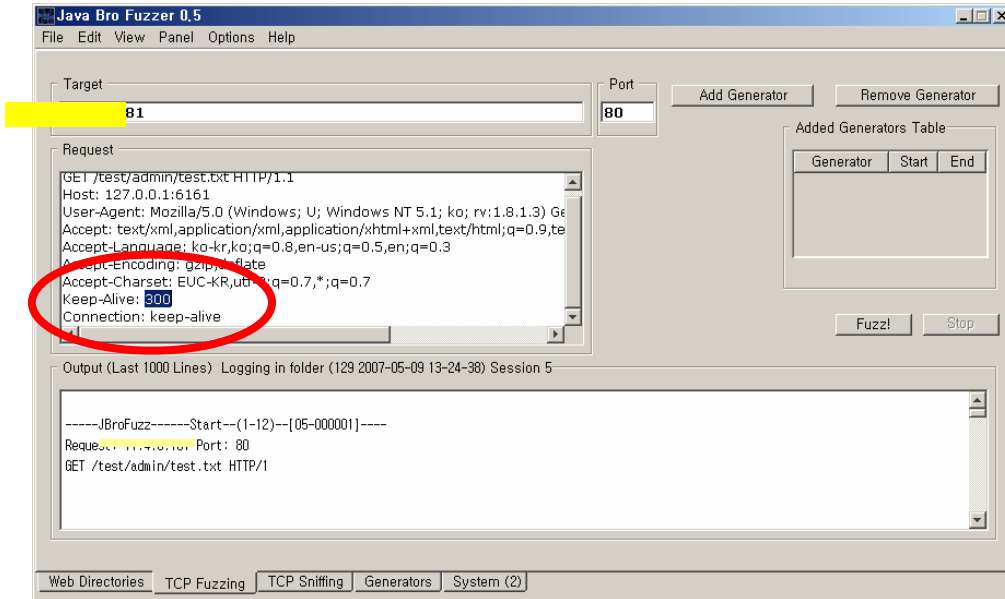 Java Bro Fuzzer 0.5
File Edit View Panel Options Help
Target
81
Port
80
Add Generator
Remove Generator
Added Generators Table
Generator Start End
Request
GET /test/admin/test.txt HTTP/1.1
Host: 127.0.0.1:6161
User-Agent: Mozilla/5.0 (Windows; U; Windows NT 5.1; ko; rv:1.8.1.3) Ge
Accept: text/xml,application/xml,application/xhtml+xml,text/html;q=0.9,te
Accept-Language: ko-kr,ko;q=0.8,en-us;q=0.5,en;q=0.3
Accept-Encoding: gzip,deflate
Accept-Charset: EUC-KR,utf-8;q=0.7,*;q=0.7
Keep-Alive: 300
Connection: keep-alive
Fuzz!
Stop
Output (Last 1000 Lines) Logging in folder (129 2007-05-09 13-24-38) Session 5
-----JBroFuzz------Start--(1-12)--[05-000001]----
Port: 80
GET /test/admin/test.txt HTTP/1
Web Directories TCP Fuzzing TCP Sniffing Generators System (2)